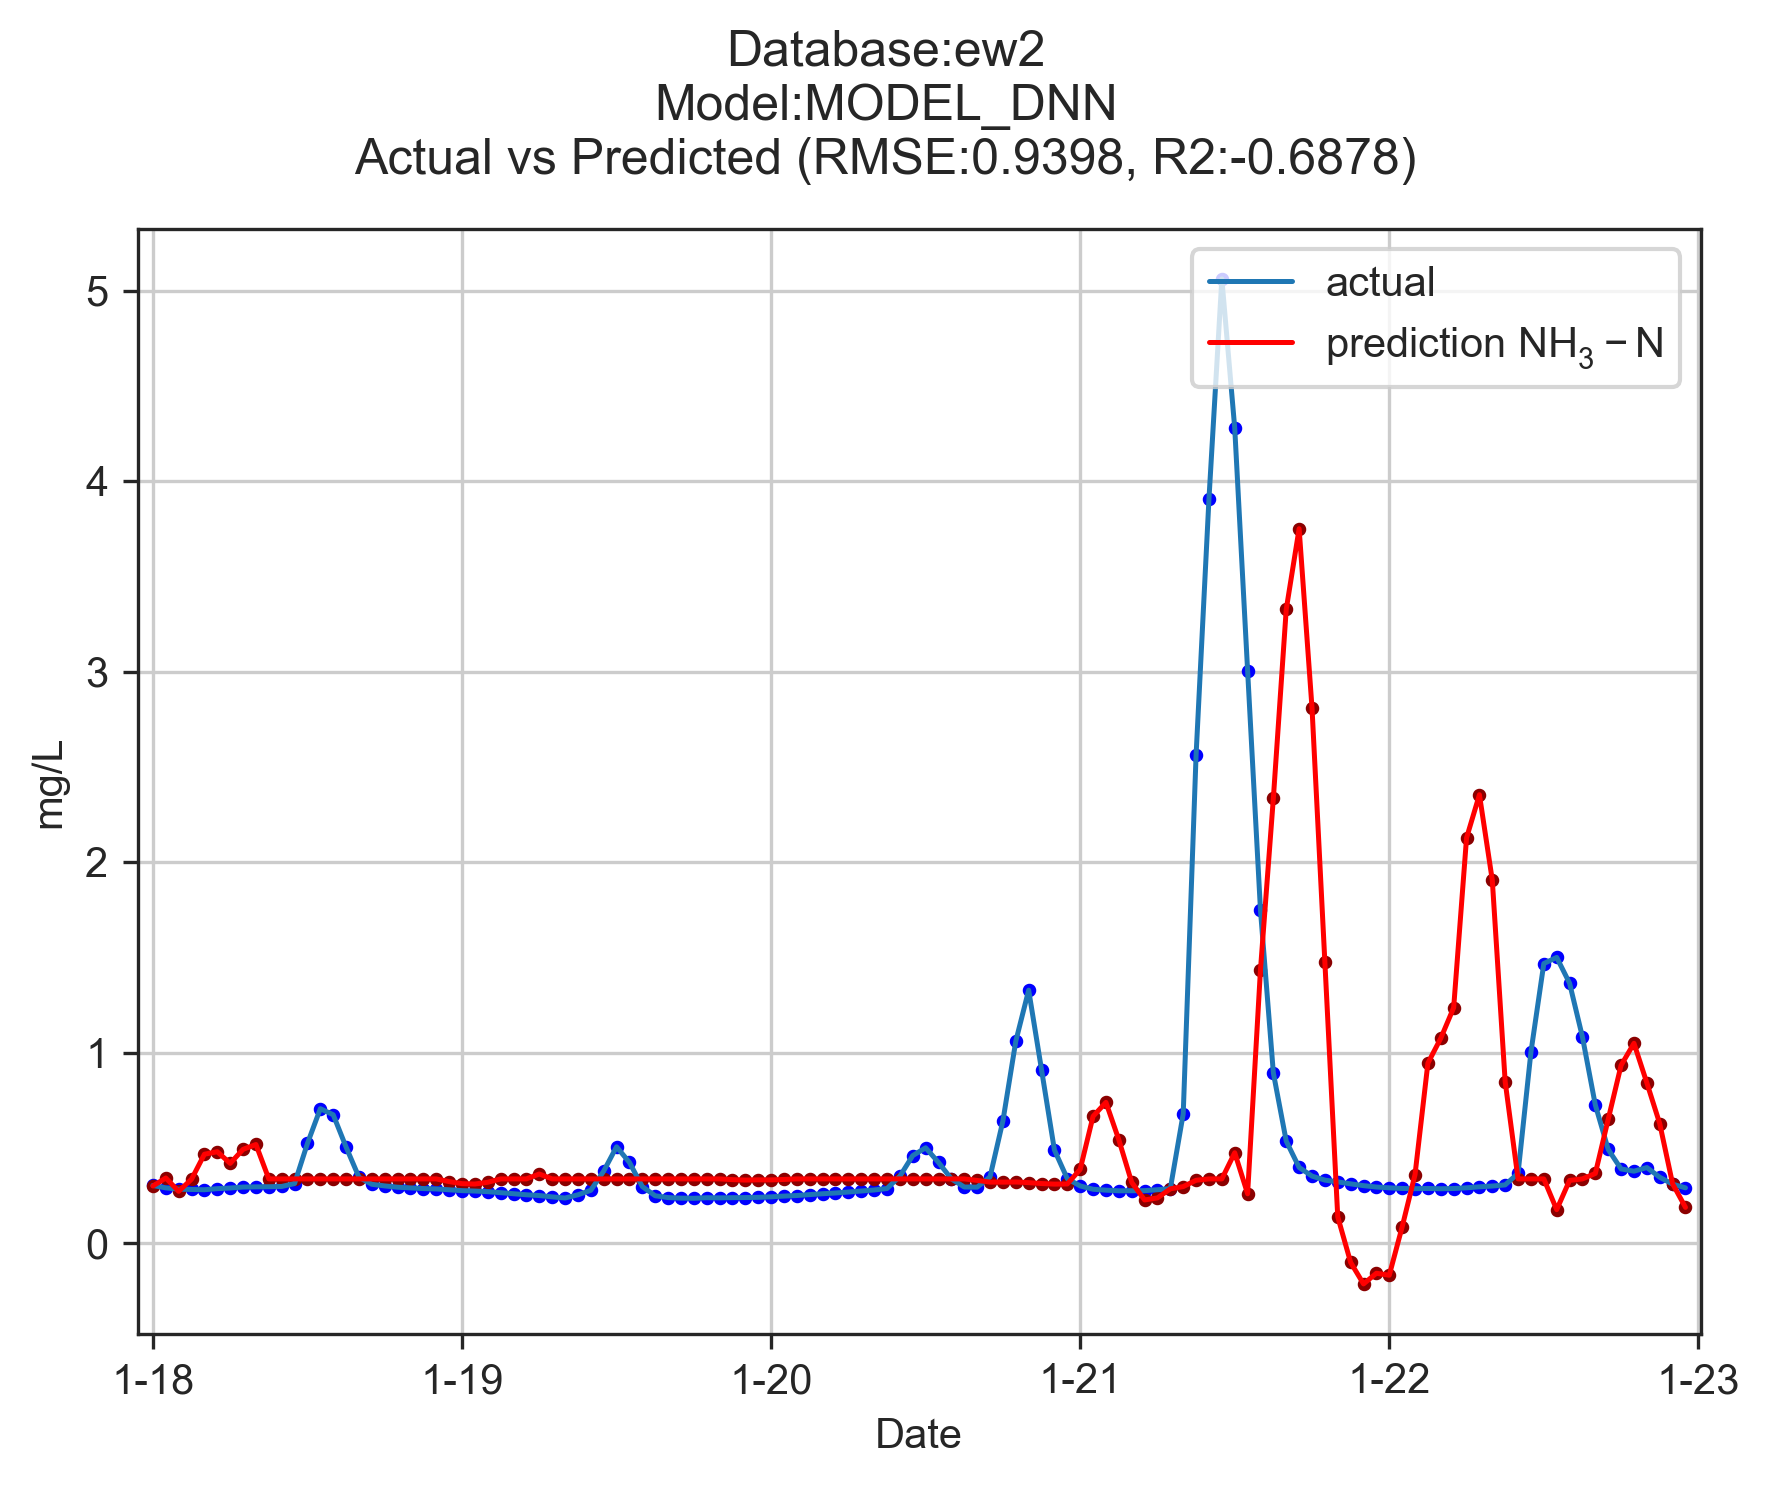 Database:ew2
Model:MODEL_DNN
Actual vs Predicted (RMSE:0.9398, R2:-0.6878)
actual
prediction NH₃ − N
5
4
3
2
1
0
mg/L
1-18 1-19 1-20 1-21 1-22 1-23
Date